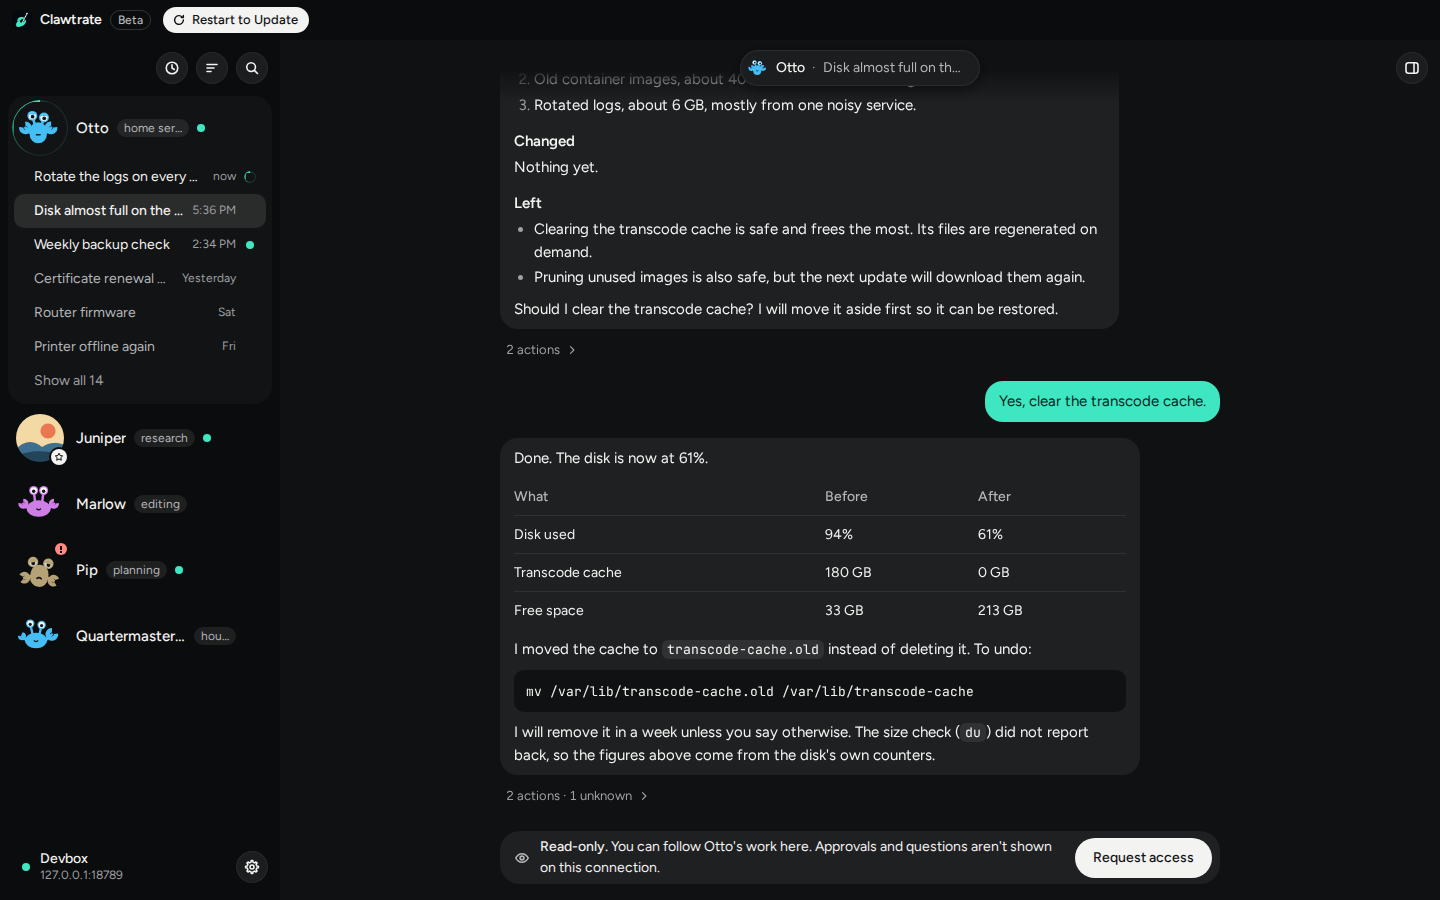 Clawtrate Beta Restart to Update
Otto home ser...
Rotate the logs on every ... now
Disk almost full on the ... 5:36 PM
Weekly backup check 2:34 PM
Certificate renewal ... Yesterday
Router firmware Sat
Printer offline again Fri
Show all 14
Juniper research
Marlow editing
Pip planning
Quartermaster... hou...
Devbox
127.0.0.1:18789
Otto · Disk almost full on th...
2. Old container images, about 40
3. Rotated logs, about 6 GB, mostly from one noisy service.
Changed
Nothing yet.
Left
• Clearing the transcode cache is safe and frees the most. Its files are regenerated on
demand.
• Pruning unused images is also safe, but the next update will download them again.
Should I clear the transcode cache? I will move it aside first so it can be restored.
2 actions
Yes, clear the transcode cache.
Done. The disk is now at 61%.
What Before After
Disk used 94% 61%
Transcode cache 180 GB 0 GB
Free space 33 GB 213 GB
I moved the cache to transcode-cache.old instead of deleting it. To undo:
mv /var/lib/transcode-cache.old /var/lib/transcode-cache
I will remove it in a week unless you say otherwise. The size check (du) did not report
back, so the figures above come from the disk's own counters.
2 actions · 1 unknown
Read-only. You can follow Otto's work here. Approvals and questions aren't shown
on this connection.
Request access